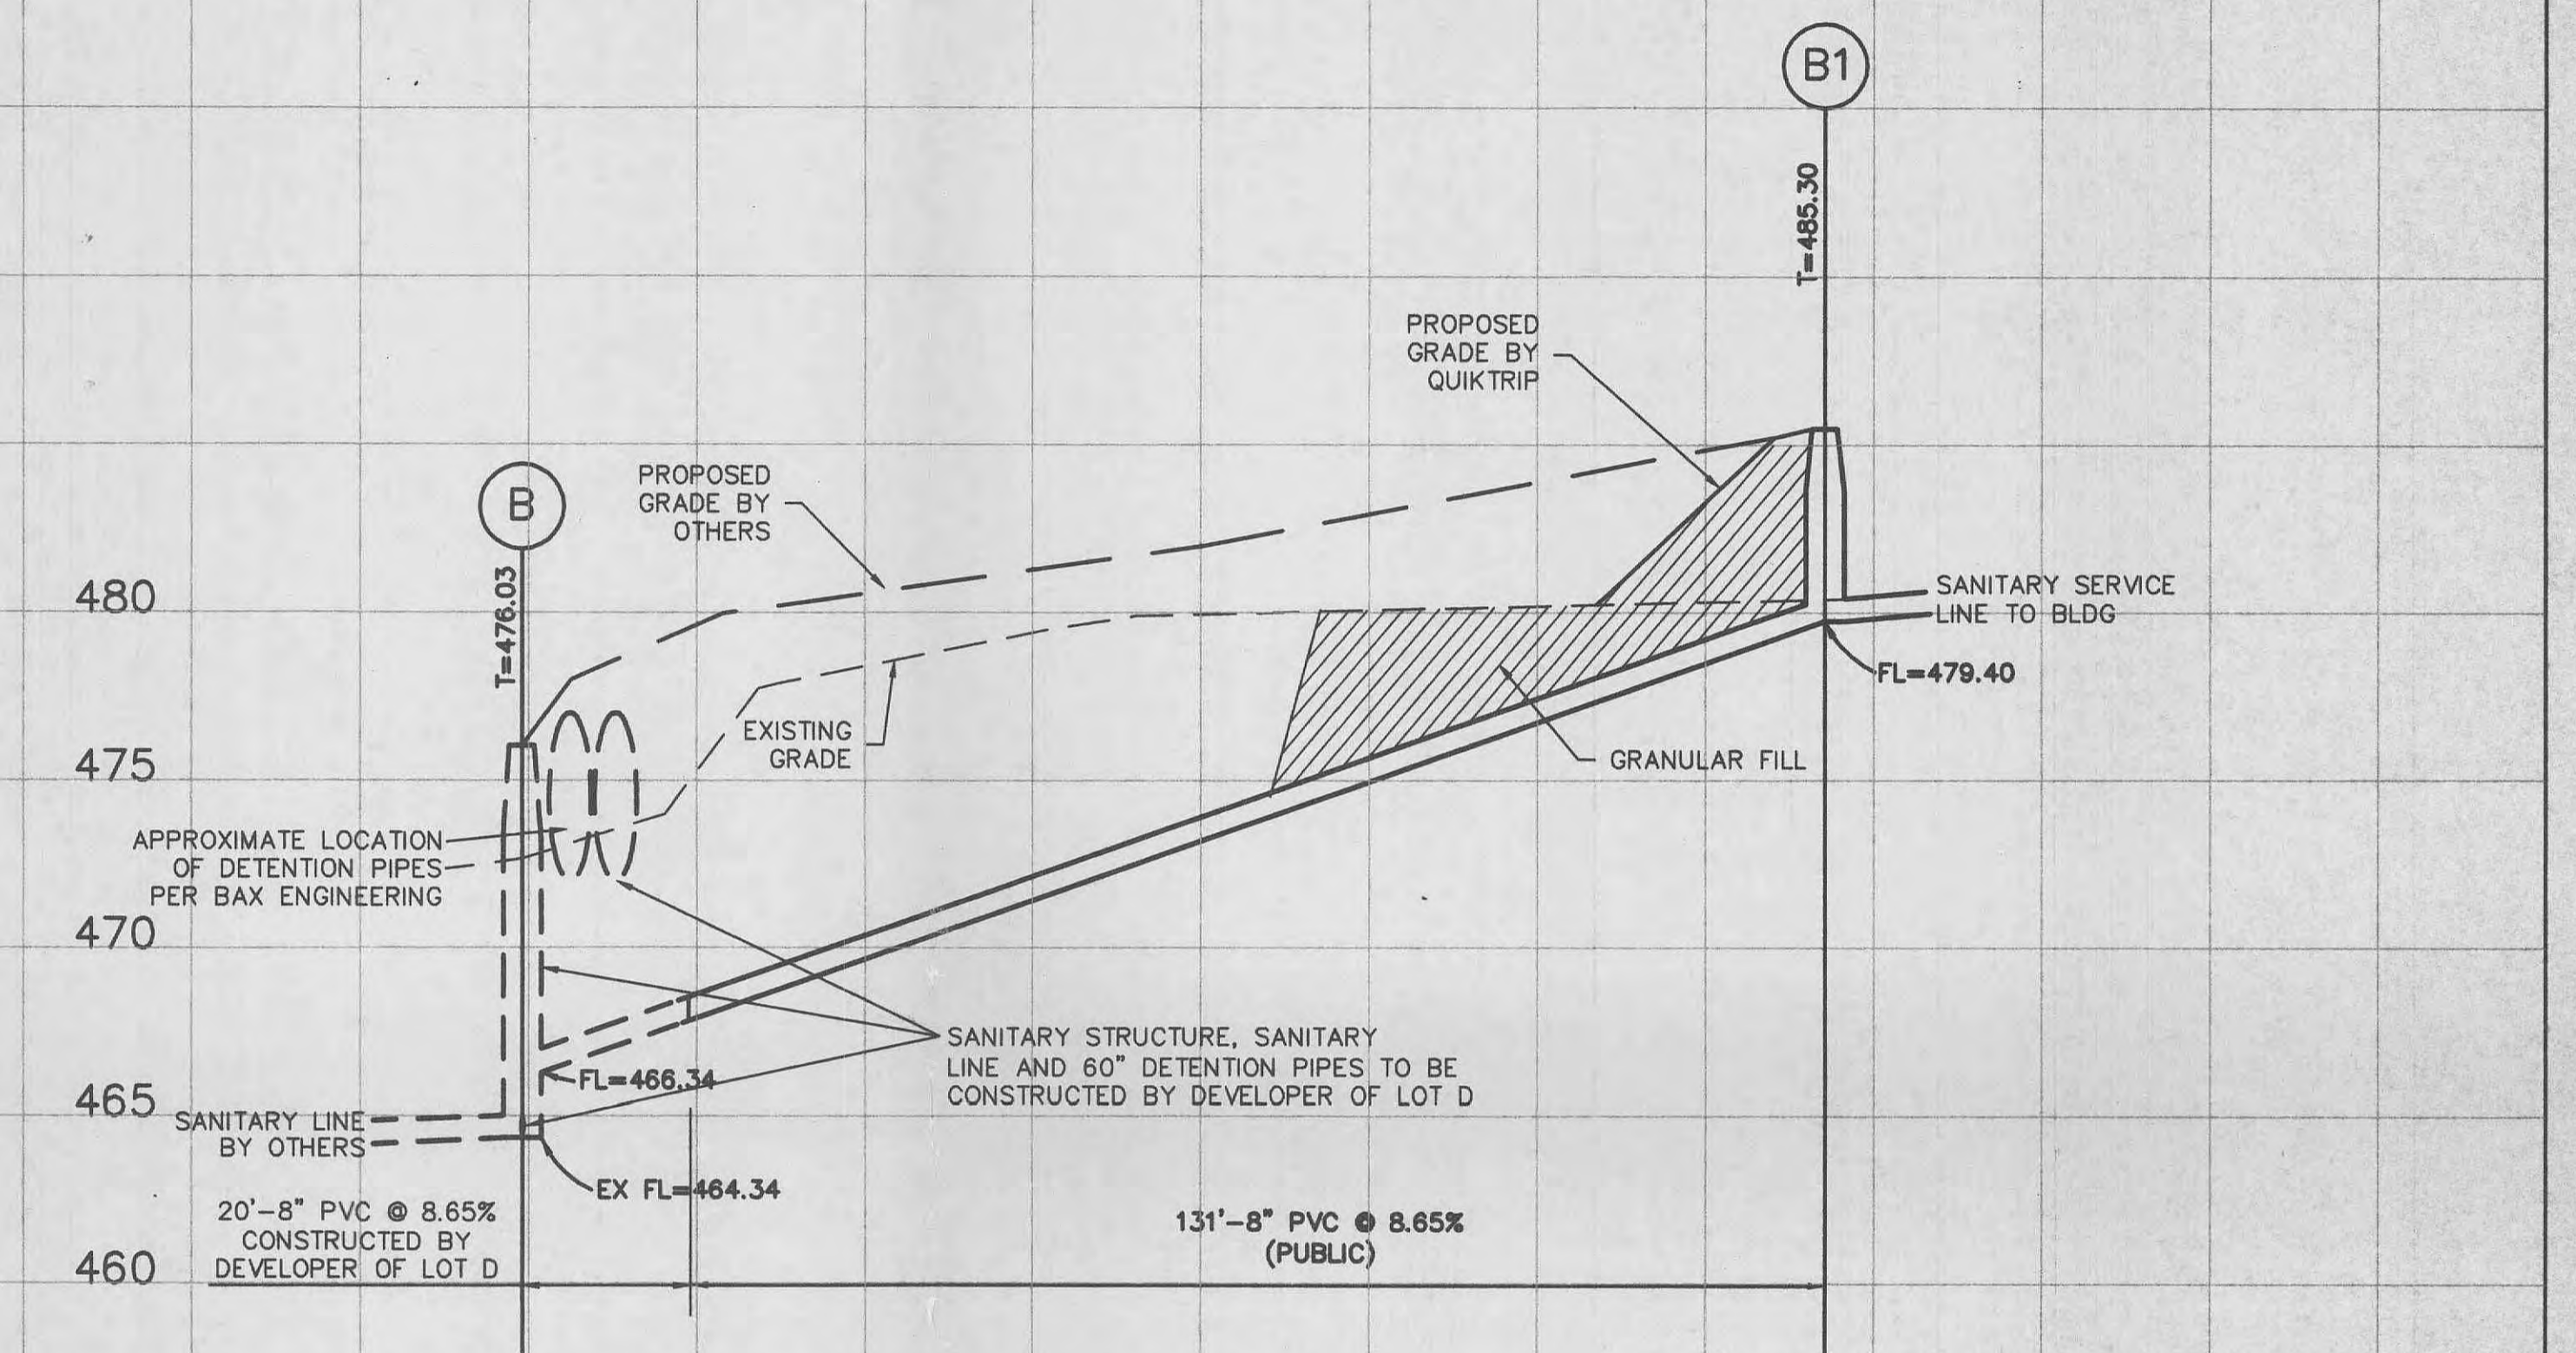 B1
T=485.30
PROPOSED
GRADE BY
QUIKTRIP
B
T=476.03
PROPOSED
GRADE BY
OTHERS
480
SANITARY SERVICE
LINE TO BLDG
FL=479.40
EXISTING
GRADE
GRANULAR FILL
475
APPROXIMATE LOCATION
OF DETENTION PIPES
PER BAX ENGINEERING
470
SANITARY STRUCTURE, SANITARY
LINE AND 60" DETENTION PIPES TO BE
CONSTRUCTED BY DEVELOPER OF LOT D
FL=466.34
465
SANITARY LINE
BY OTHERS
EX FL=464.34
20'-8" PVC @ 8.65%
CONSTRUCTED BY
DEVELOPER OF LOT D
131'-8" PVC @ 8.65%
(PUBLIC)
460